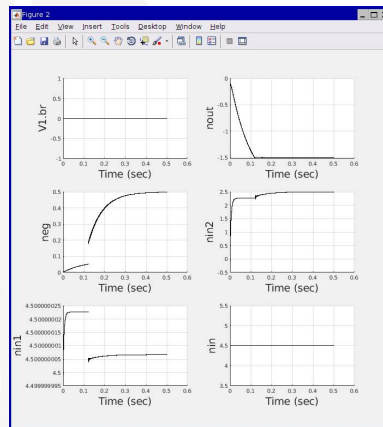 Figure 2
File Edit View Insert Tools Desktop Window Help
1
0.5
0
-0.5
-1
V1.br
0 0.1 0.2 0.3 0.4 0.5 0.6
Time (sec)
0
-0.5
-1
-1.5
nout
0 0.1 0.2 0.3 0.4 0.5 0.6
Time (sec)
0.5
0.4
0.3
0.2
0.1
0
neg
0 0.1 0.2 0.3 0.4 0.5 0.6
Time (sec)
2.5
2
1.5
1
0.5
0
-0.5
nin2
0 0.1 0.2 0.3 0.4 0.5 0.6
Time (sec)
4.500000025
4.50000002
4.500000015
4.50000001
4.500000005
4.5
4.499999995
nin1
0 0.1 0.2 0.3 0.4 0.5 0.6
Time (sec)
5.5
5
4.5
4
3.5
nin
0 0.1 0.2 0.3 0.4 0.5 0.6
Time (sec)